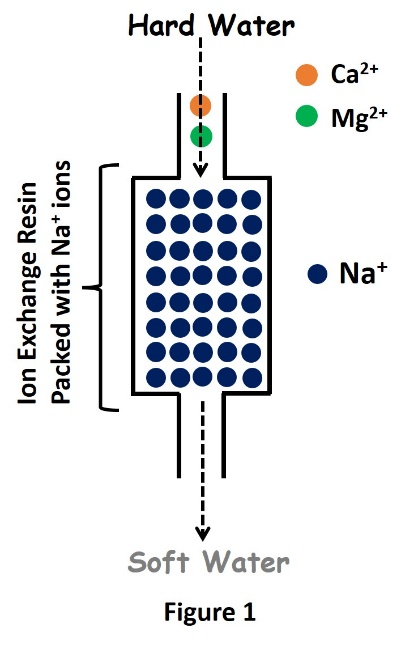 Hard Water
Ca²⁺
Mg²⁺
Ion Exchange Resin
Packed with Na⁺ ions
Na⁺
Soft Water
Figure 1